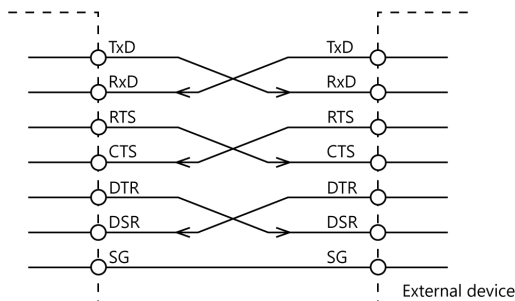 TxD TxD
RxD RxD
RTS RTS
CTS CTS
DTR DTR
DSR DSR
SG SG
External device